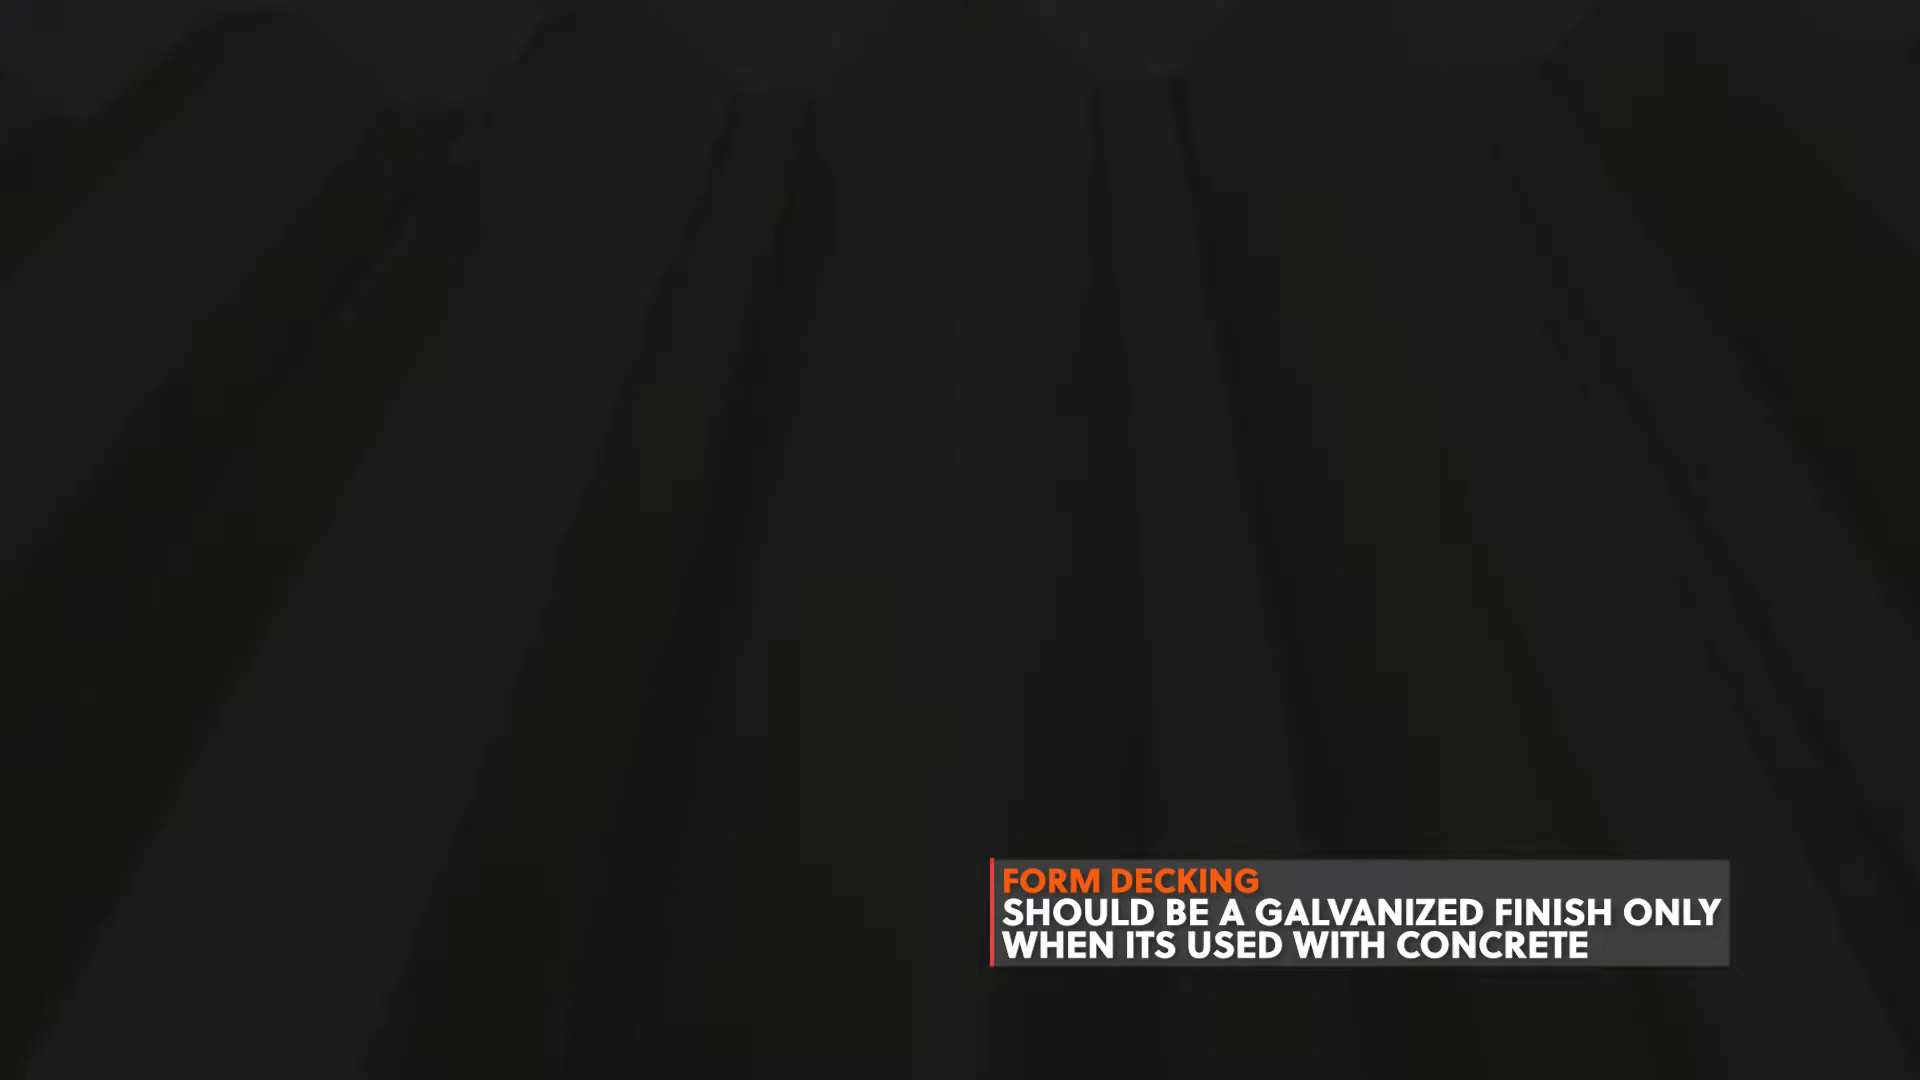 FORM DECKING
SHOULD BE A GALVANIZED FINISH ONLY
WHEN ITS USED WITH CONCRETE